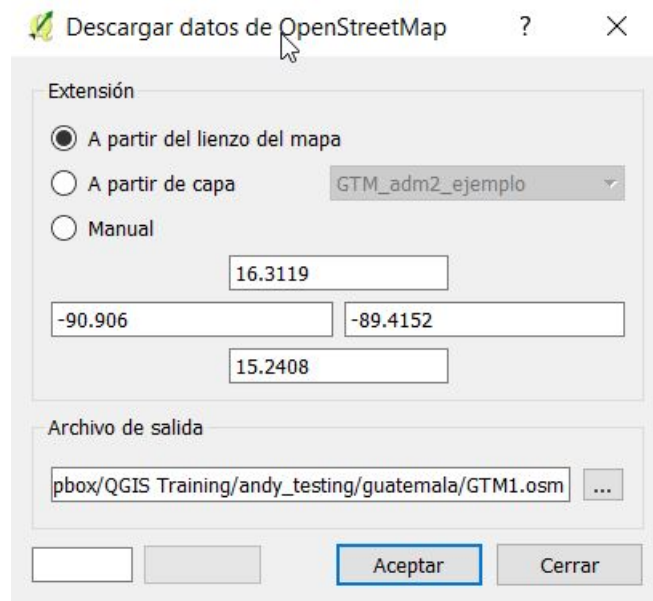 Descargar datos de OpenStreetMap ? ×
Extensión
A partir del lienzo del mapa
A partir de capa GTM_adm2_ejemplo
Manual
16.3119
-90.906 -89.4152
15.2408
Archivo de salida
pbox/QGIS Training/andy_testing/guatemala/GTM1.osm ...
Aceptar Cerrar